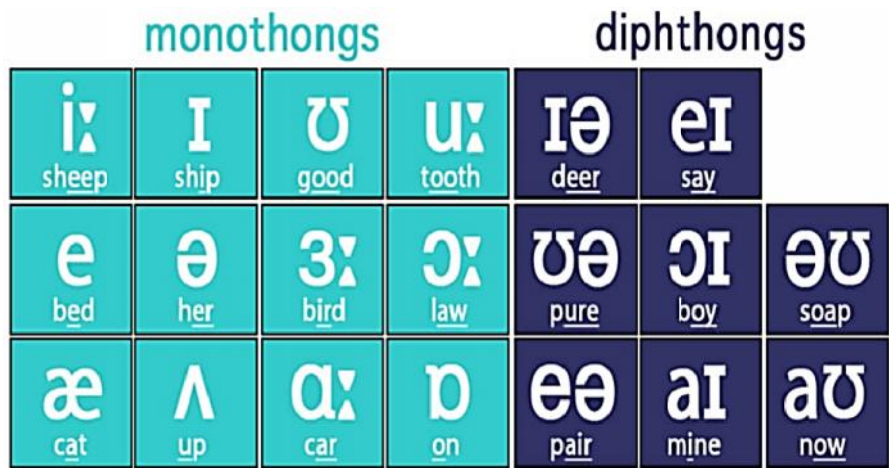 monothongs diphthongs
iː ɪ ʊ uː ɪə eɪ
sheep ship good tooth deer say
e ə ɜː ɔː ʊə ɔɪ əʊ
bed her bird law pure boy soap
æ ʌ ɑː ɒ eə aɪ aʊ
cat up car on pair mine now